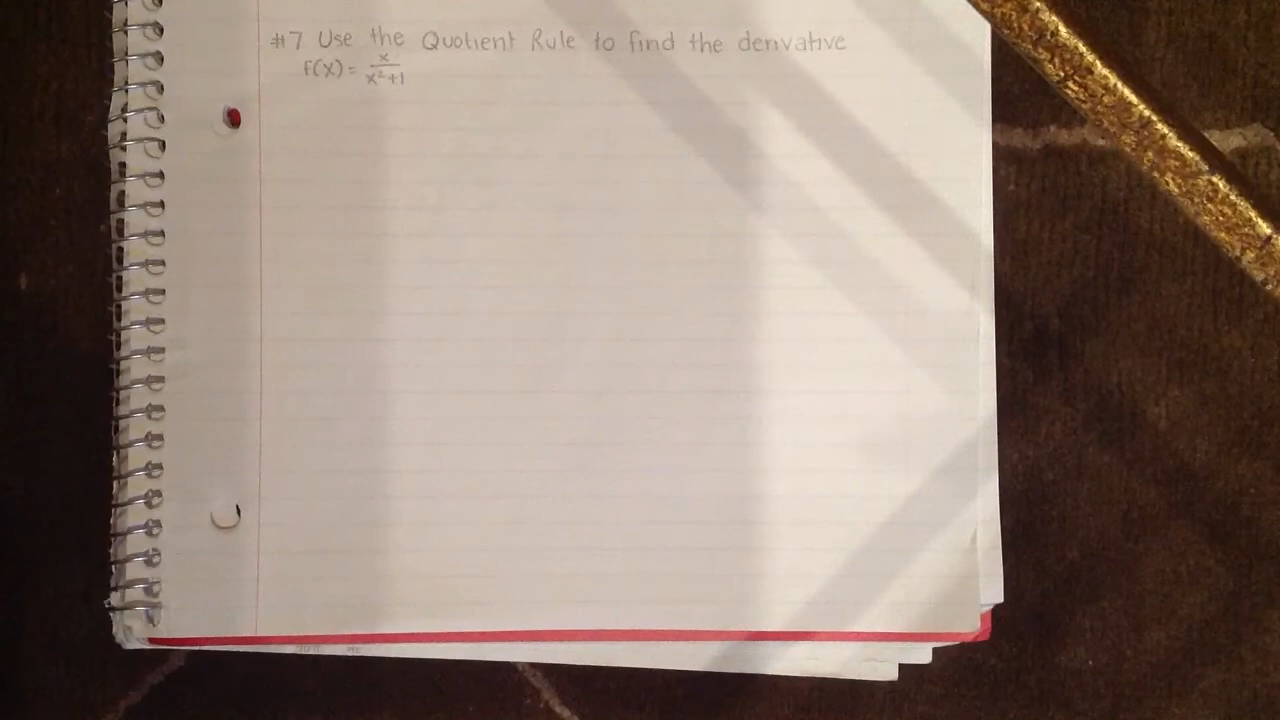 #7 Use the Quotient Rule to find the derivative
f(x) = x/(x²+1)